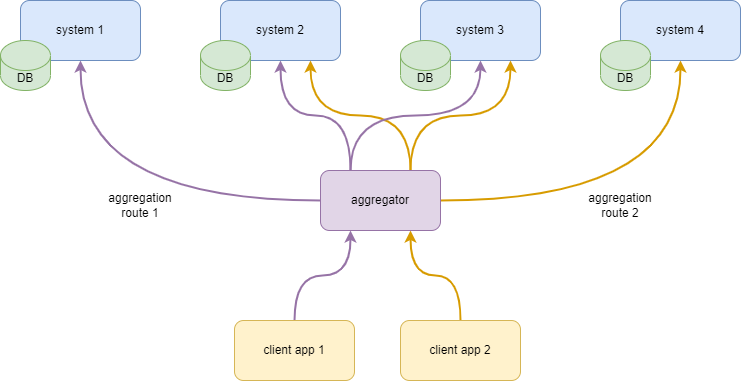 system 1
system 2
system 3
system 4
DB
DB
DB
DB
aggregation
route 1
aggregator
aggregation
route 2
client app 1
client app 2